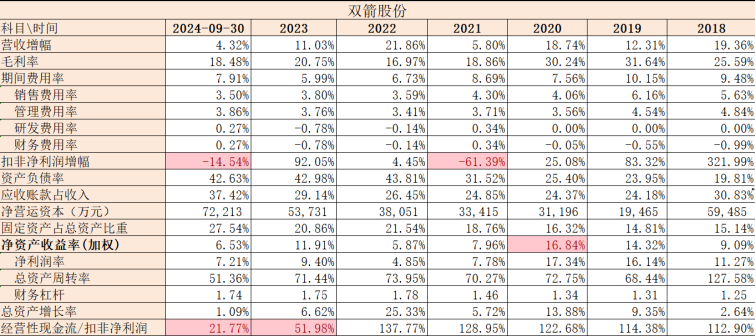 双箭股份
科目\时间 2024-09-30 2023 2022 2021 2020 2019 2018
营收增幅 4.32% 11.03% 21.86% 5.80% 18.74% 12.31% 19.36%
毛利率 18.48% 20.75% 16.97% 18.86% 30.24% 31.64% 25.59%
期间费用率 7.91% 5.99% 6.73% 8.69% 7.56% 10.15% 9.48%
销售费用率 3.50% 3.80% 3.59% 4.30% 4.06% 6.16% 5.63%
管理费用率 3.86% 3.76% 3.41% 3.71% 3.56% 4.54% 4.84%
研发费用率 0.27% -0.78% -0.14% 0.34% 0.00% 0.00% 0.00%
财务费用率 0.27% -0.78% -0.14% 0.34% -0.05% -0.55% -0.99%
扣非净利润增幅 -14.54% 92.05% 4.45% -61.39% 25.08% 83.32% 321.99%
资产负债率 42.63% 42.98% 43.81% 31.52% 25.40% 23.95% 19.81%
应收账款占收入 37.42% 29.14% 26.45% 24.85% 24.37% 24.18% 30.83%
净营运资本（万元） 72,213 53,731 38,051 33,415 31,196 19,465 59,485
固定资产占总资产比重 27.54% 20.86% 21.54% 18.76% 16.32% 14.81% 15.14%
净资产收益率(加权) 6.53% 11.91% 5.87% 7.96% 16.84% 14.32% 9.09%
净利润率 7.21% 9.40% 4.85% 7.78% 17.34% 16.14% 11.27%
总资产周转率 51.36% 71.44% 73.95% 70.27% 72.75% 68.44% 127.58%
财务杠杆 1.74 1.75 1.78 1.46 1.34 1.31 1.25
总资产增长率 1.09% 6.62% 25.33% 5.72% 13.88% 9.35% 2.64%
经营性现金流/扣非净利润 21.77% 51.98% 137.77% 128.95% 122.68% 114.38% 112.00%